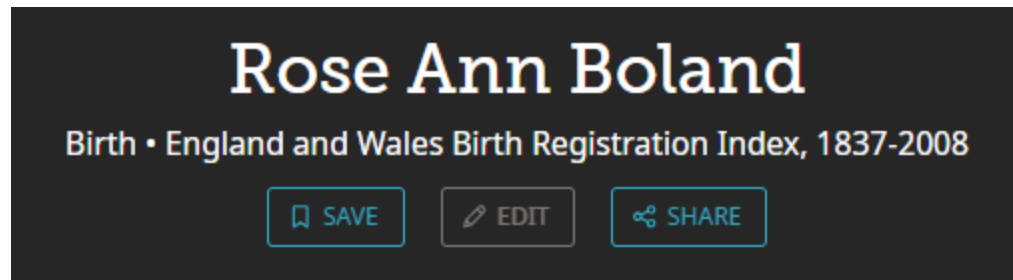 Rose Ann Boland
Birth • England and Wales Birth Registration Index, 1837-2008
SAVE EDIT SHARE